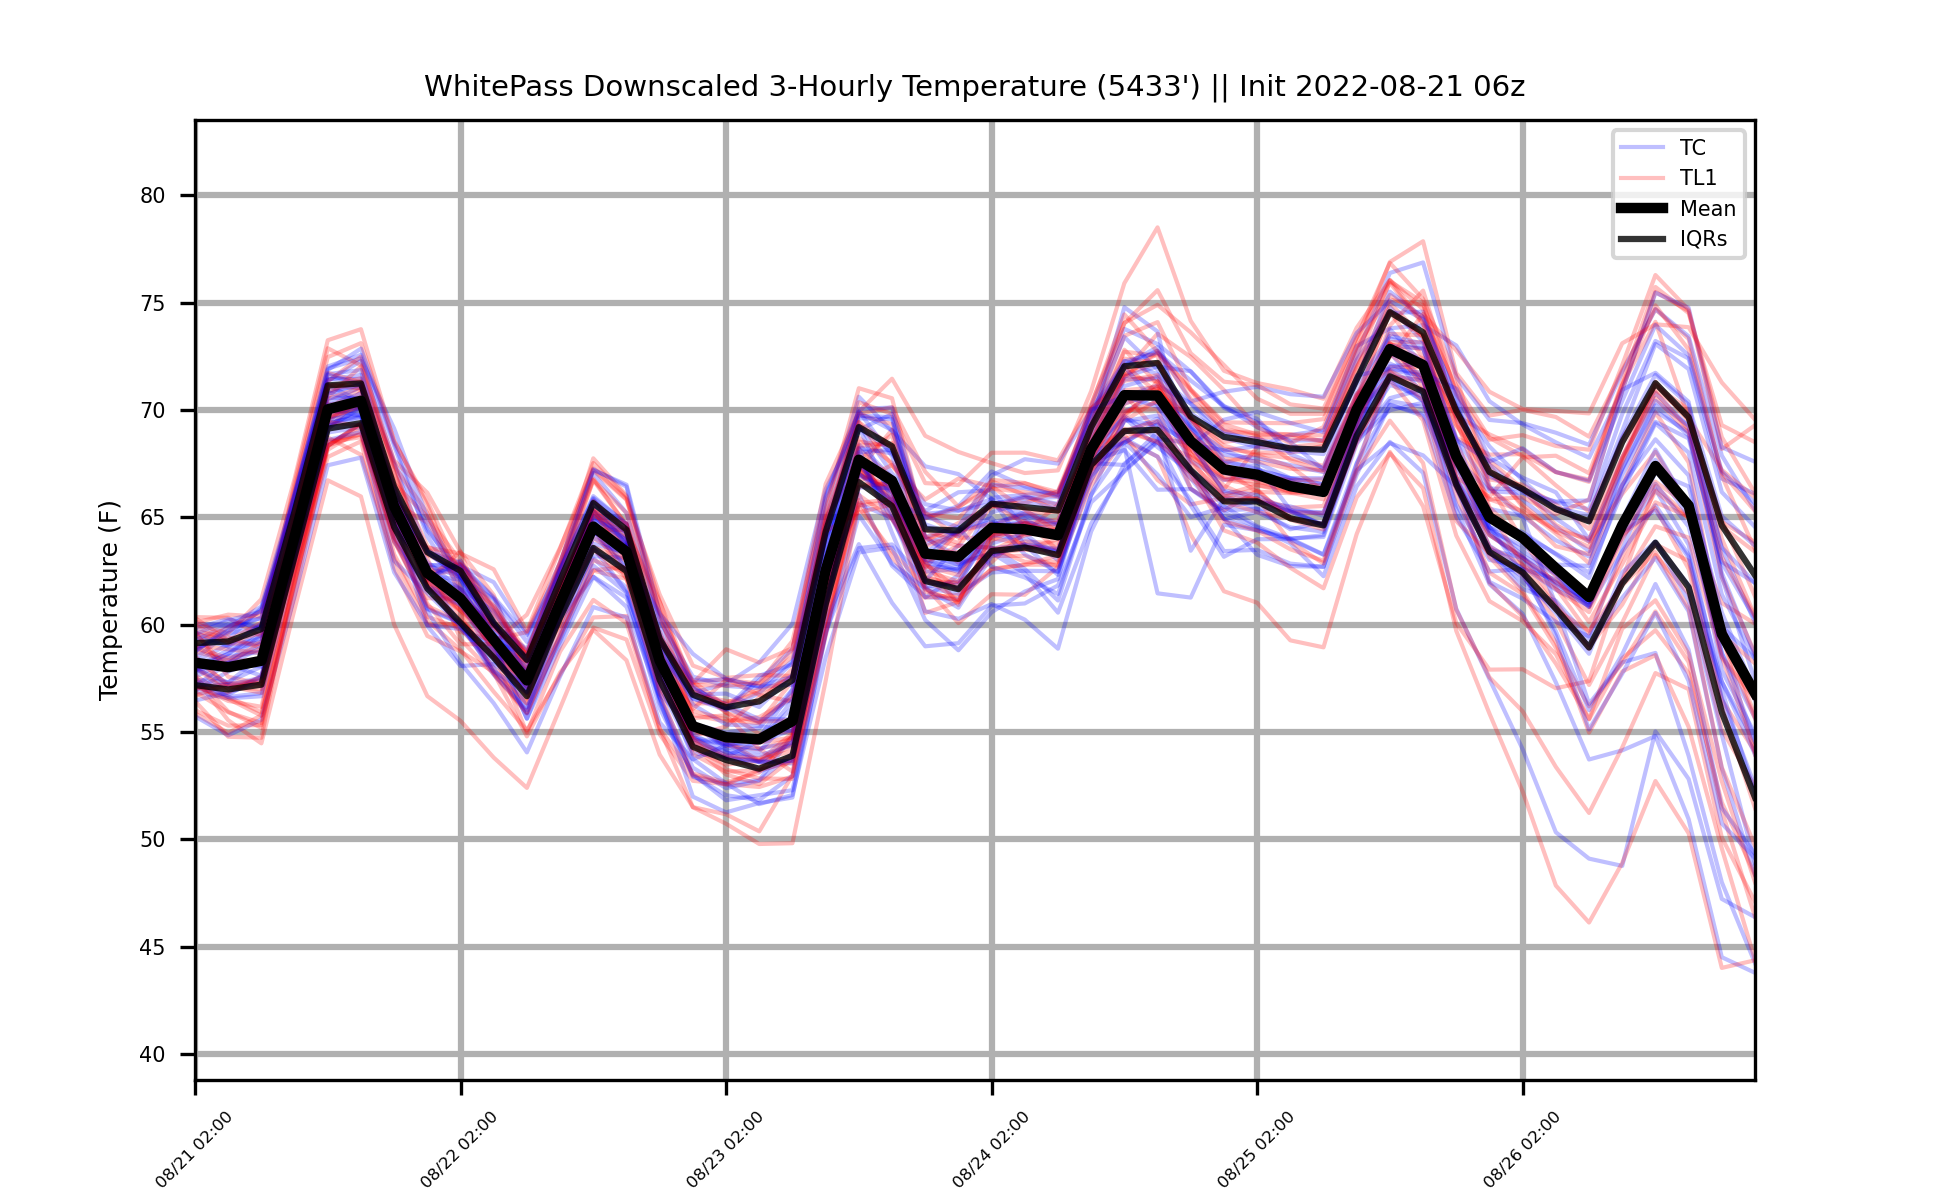 WhitePass Downscaled 3-Hourly Temperature (5433') || Init 2022-08-21 06z
TC
TL1
Mean
IQRs
Temperature (F)
80
75
70
65
60
55
50
45
40
08/21 02:00
08/22 02:00
08/23 02:00
08/24 02:00
08/25 02:00
08/26 02:00